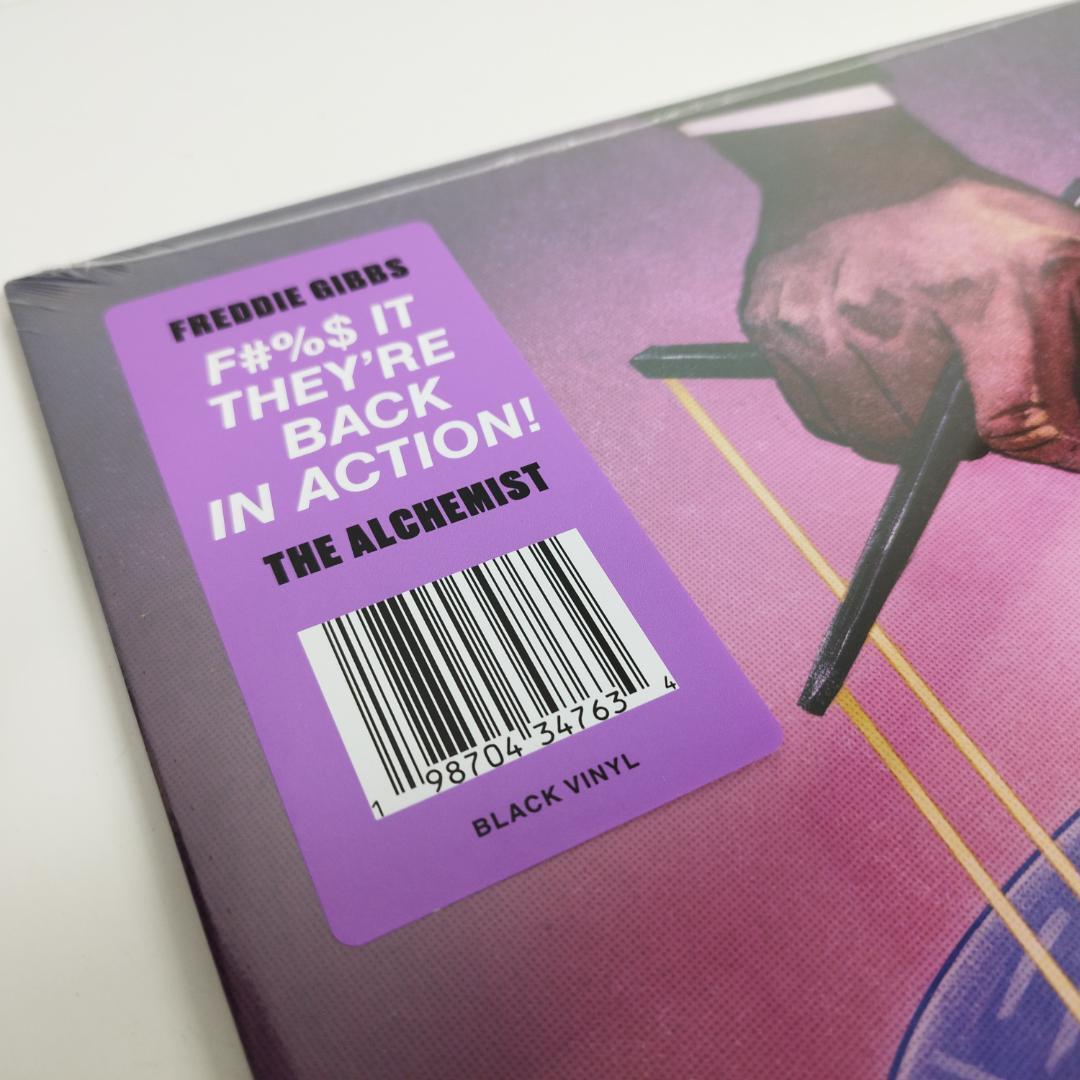 FREDDIE GIBBS
F#%$ IT
THEY'RE
BACK
IN ACTION!
THE ALCHEMIST
1 98704 34763 4
BLACK VINYL